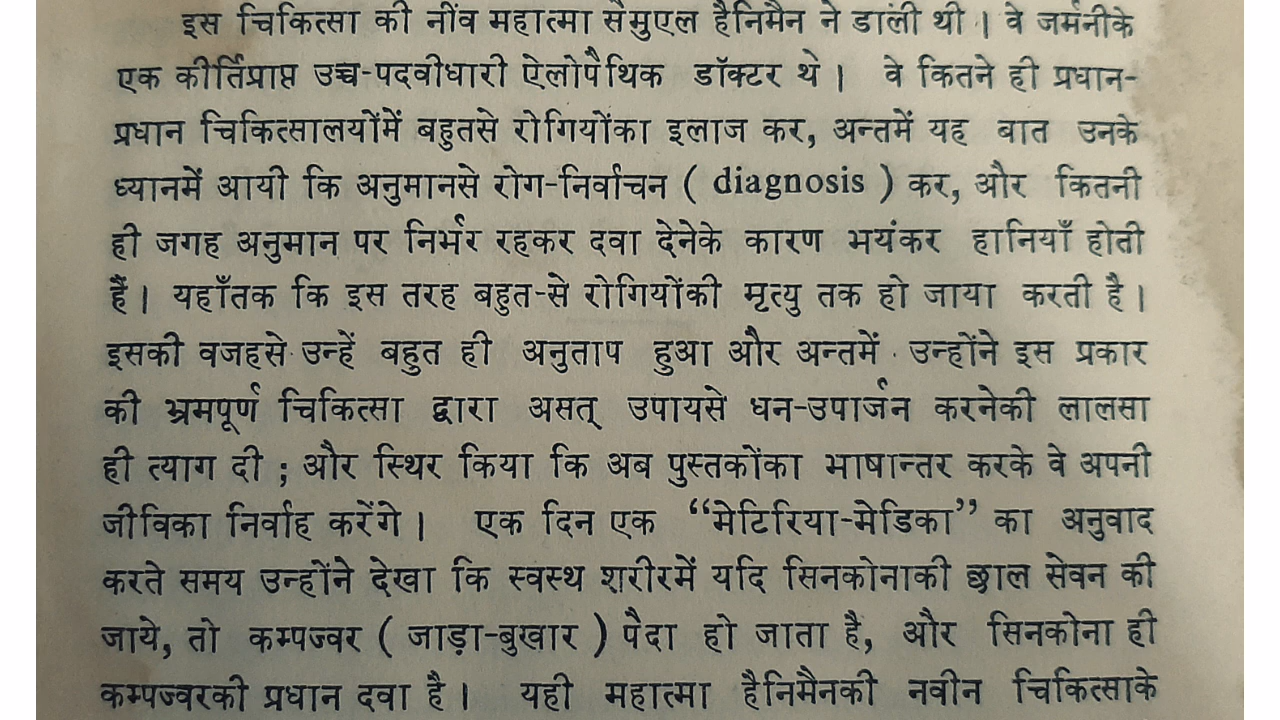 इस चिकित्सा की नींव महात्मा सैमुएल हैनिमैन ने डाली थी । वे जर्मनीके
एक कीर्तिप्राप्त उच्च-पदवीधारी ऐलोपैथिक डॉक्टर थे । वे कितने ही प्रधान-
प्रधान चिकित्सालयोंमें बहुतसे रोगियोंका इलाज कर, अन्तमें यह बात उनके
ध्यानमें आयी कि अनुमानसे रोग-निर्वाचन ( diagnosis ) कर, और कितनी
ही जगह अनुमान पर निर्भर रहकर दवा देनेके कारण भयंकर हानियाँ होती
हैं । यहाँतक कि इस तरह बहुत-से रोगियोंकी मृत्यु तक हो जाया करती है ।
इसकी वजहसे उन्हें बहुत ही अनुताप हुआ और अन्तमें उन्होंने इस प्रकार
की भ्रमपूर्ण चिकित्सा द्वारा असत् उपायसे धन-उपार्जन करनेकी लालसा
ही त्याग दी ; और स्थिर किया कि अब पुस्तकोंका भाषान्तर करके वे अपनी
जीविका निर्वाह करेंगे । एक दिन एक “मेटिरिया-मेडिका” का अनुवाद
करते समय उन्होंने देखा कि स्वस्थ शरीरमें यदि सिनकोनाकी छाल सेवन की
जाये, तो कम्पज्वर ( जाड़ा-बुखार ) पैदा हो जाता है, और सिनकोना ही
कम्पज्वरकी प्रधान दवा है । यही महात्मा हैनिमैनकी नवीन चिकित्साके